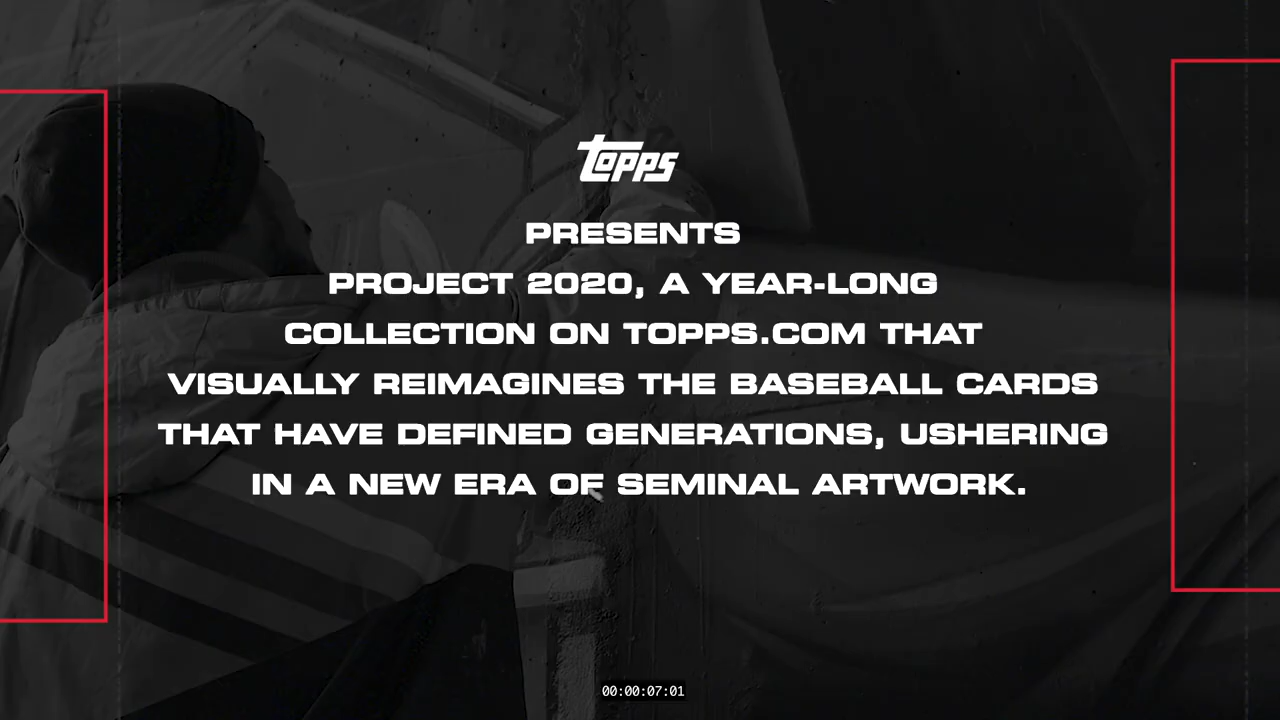 Topps
PRESENTS
PROJECT 2020, A YEAR-LONG
COLLECTION ON TOPPS.COM THAT
VISUALLY REIMAGINES THE BASEBALL CARDS
THAT HAVE DEFINED GENERATIONS, USHERING
IN A NEW ERA OF SEMINAL ARTWORK.
00:00:07:01